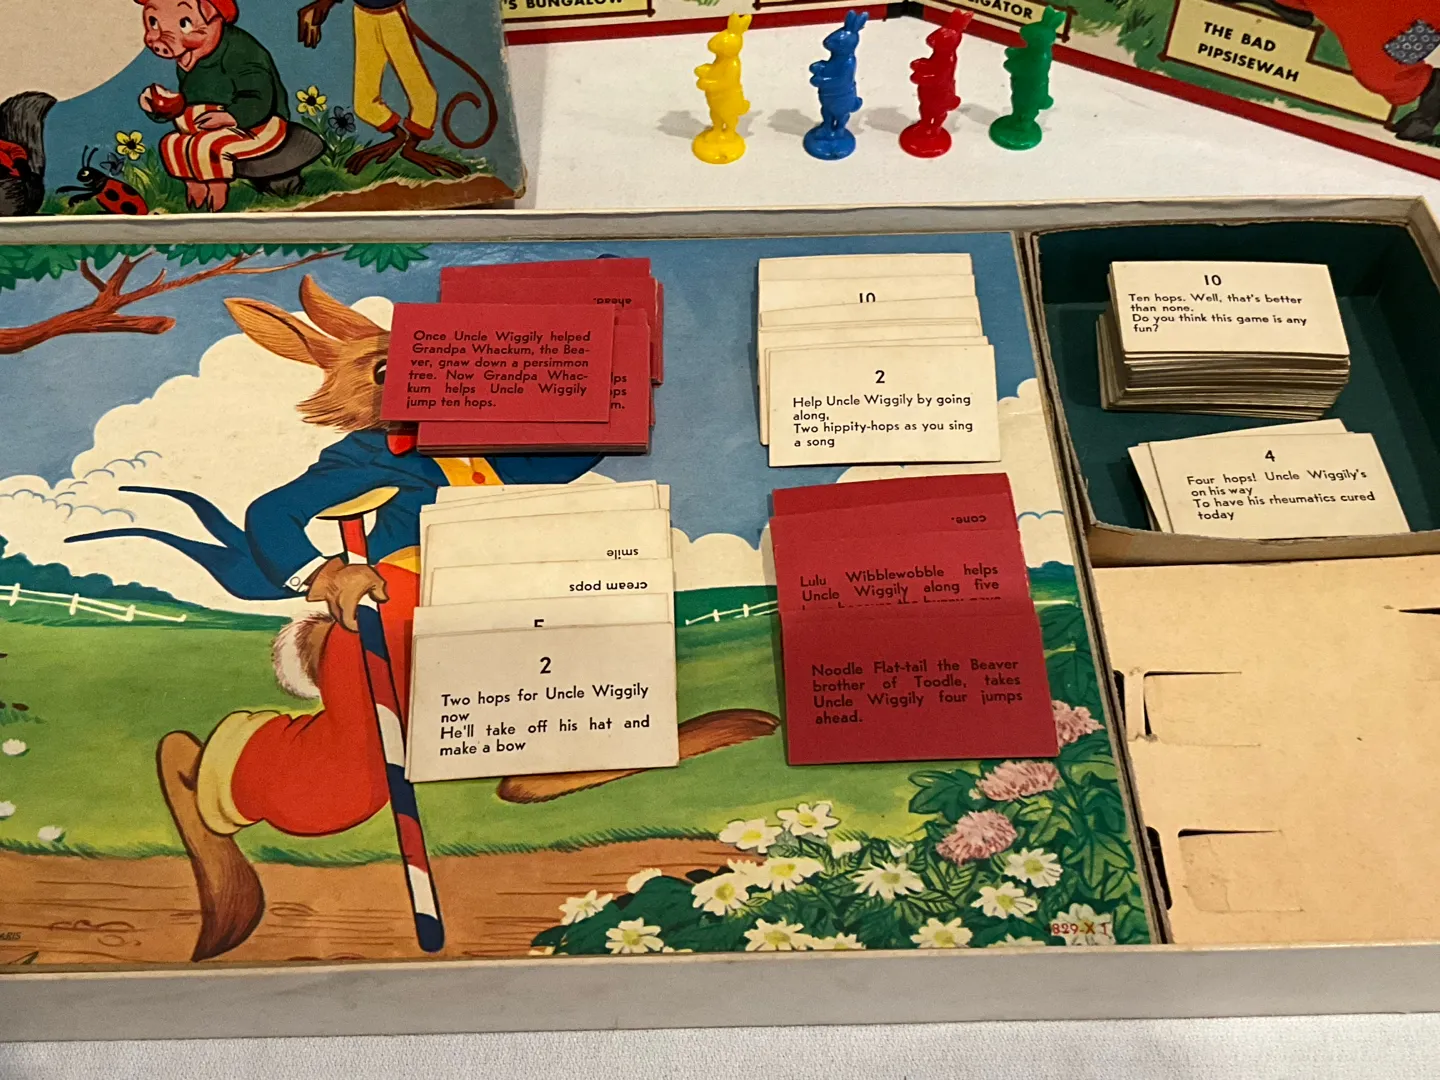 'S BUNGALOW
IGATOR
THE BAD
PIPSISEWAH
ahead.
Once Uncle Wiggily helped
Grandpa Whackum, the Bea-
ver, gnaw down a persimmon
tree. Now Grandpa Whac-
kum helps Uncle Wiggily
jump ten hops.
lps
ps
m.
10
2
Help Uncle Wiggily by going
along,
Two hippity-hops as you sing
a song
10
Ten hops. Well, that's better
than none.
Do you think this game is any
fun?
4
Four hops! Uncle Wiggily's
on his way
To have his rheumatics cured
today
smile
cream pops
5
2
Two hops for Uncle Wiggily
now
He'll take off his hat and
make a bow
cone.
Lulu Wibblewobble helps
Uncle Wiggily along five
Noodle Flat-tail the Beaver
brother of Toodle, takes
Uncle Wiggily four jumps
ahead.
829-X 1